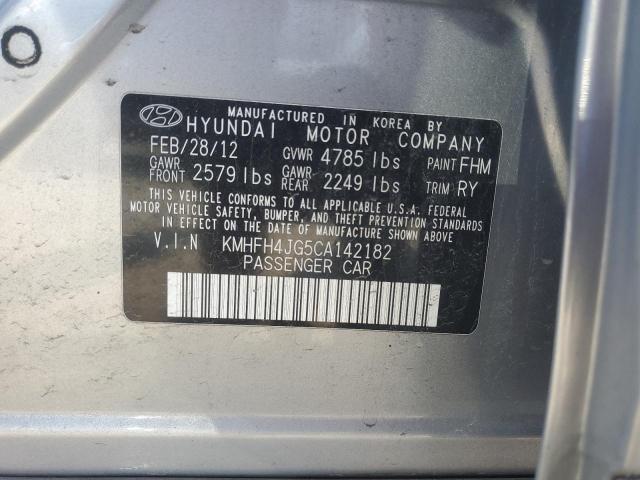 MANUFACTURED IN KOREA BY
HYUNDAI MOTOR COMPANY
FEB/28/12 GVWR 4785 lbs PAINT FHM
GAWR FRONT 2579 lbs GAWR REAR 2249 lbs TRIM RY
THIS VEHICLE CONFORMS TO ALL APPLICABLE U.S.A. FEDERAL
MOTOR VEHICLE SAFETY, BUMPER, AND THEFT PREVENTION STANDARDS
IN EFFECT ON THE DATE OF MANUFACTURE SHOWN ABOVE.
V.I.N KMHFH4JG5CA142182
PASSENGER CAR